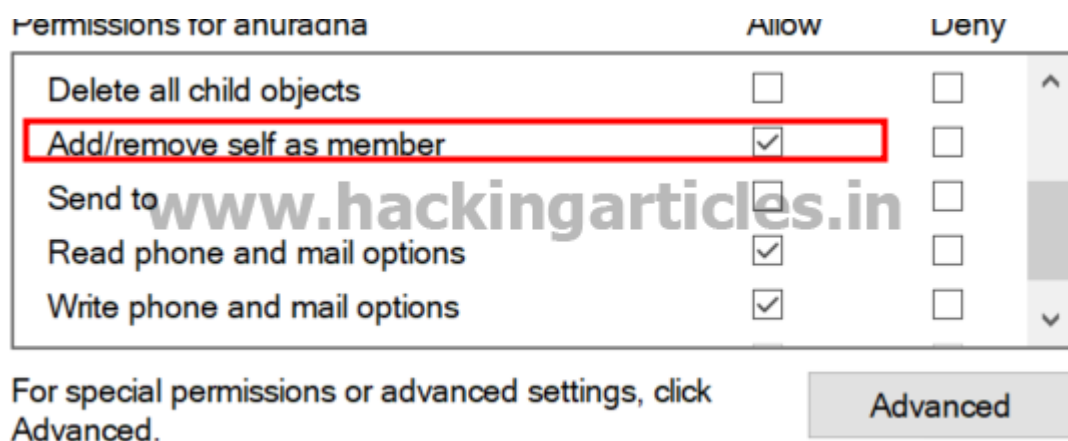 Permissions for anuradha Allow Deny
Delete all child objects
Add/remove self as member
Send to
www.hackingarticles.in
Read phone and mail options
Write phone and mail options
For special permissions or advanced settings, click
Advanced.
Advanced